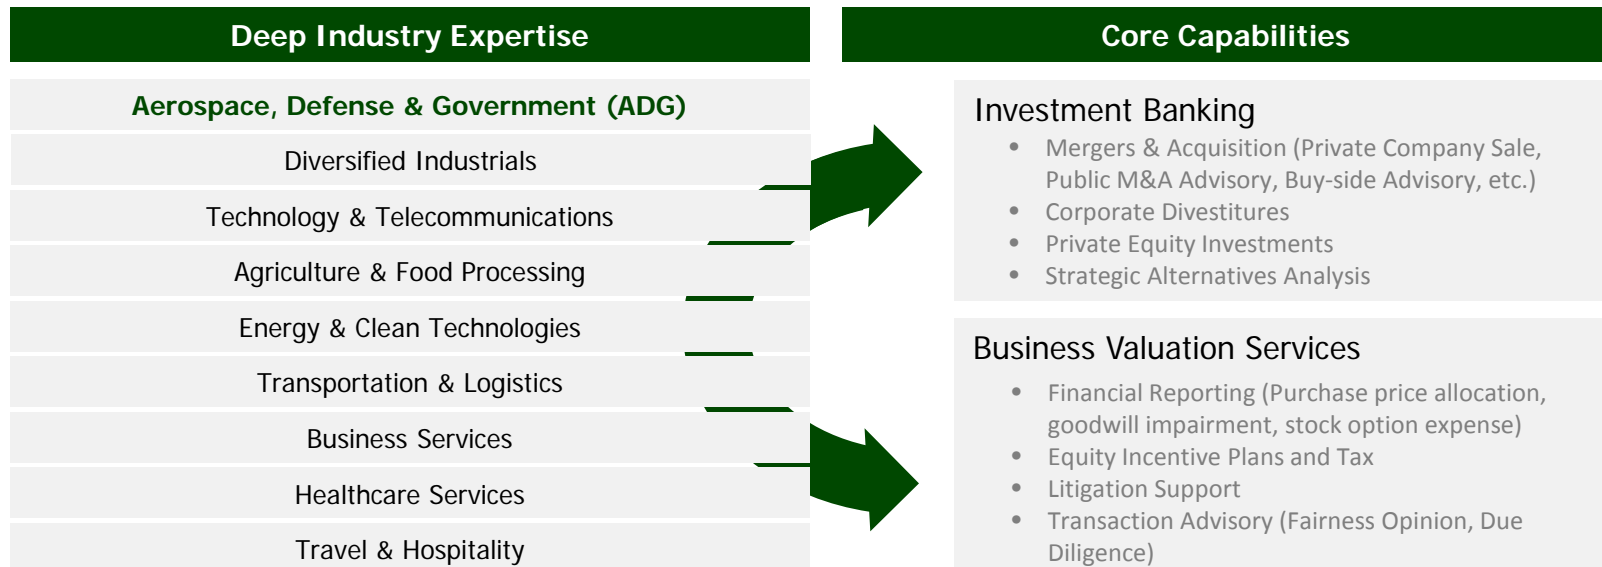 Deep Industry Expertise
Aerospace, Defense & Government (ADG)
Diversified Industrials
Technology & Telecommunications
Agriculture & Food Processing
Energy & Clean Technologies
Transportation & Logistics
Business Services
Healthcare Services
Travel & Hospitality
Core Capabilities
Investment Banking
• Mergers & Acquisition (Private Company Sale,
Public M&A Advisory, Buy-side Advisory, etc.)
• Corporate Divestitures
• Private Equity Investments
• Strategic Alternatives Analysis
Business Valuation Services
• Financial Reporting (Purchase price allocation,
goodwill impairment, stock option expense)
• Equity Incentive Plans and Tax
• Litigation Support
• Transaction Advisory (Fairness Opinion, Due
Diligence)